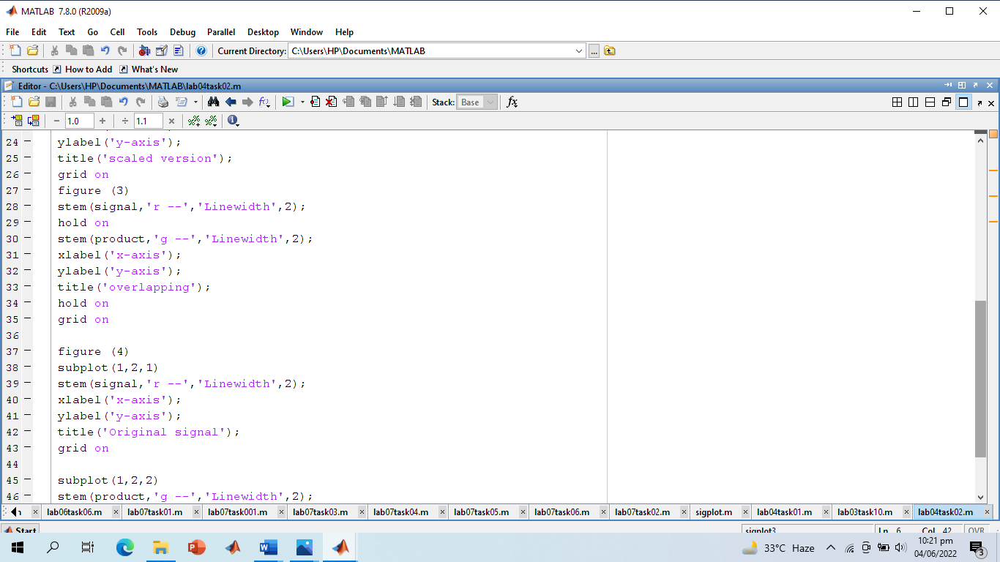 MATLAB 7.8.0 (R2009a)
File Edit Text Go Cell Tools Debug Parallel Desktop Window Help
Current Directory: C:\Users\HP\Documents\MATLAB ...
Shortcuts How to Add What's New
Editor - C:\Users\HP\Documents\MATLAB\lab04task02.m
Stack: Base fx
− 1.0 + ÷ 1.1 ×
24 ylabel('y-axis');
25 title('scaled version');
26 grid on
27 figure (3)
28 stem(signal,'r --','Linewidth',2);
29 hold on
30 stem(product,'g --','Linewidth',2);
31 xlabel('x-axis');
32 ylabel('y-axis');
33 title('overlapping');
34 hold on
35 grid on
36
37 figure (4)
38 subplot(1,2,1)
39 stem(signal,'r --','Linewidth',2);
40 xlabel('x-axis');
41 ylabel('y-axis');
42 title('Original signal');
43 grid on
44
45 subplot(1,2,2)
46 stem(product,'g --','Linewidth',2);
lab06task06.m lab07task01.m lab07task001.m lab07task03.m lab07task04.m lab07task05.m lab07task06.m lab07task02.m sigplot.m lab04task01.m lab03task10.m lab04task02.m
Start sigplot3 Ln 6 Col 42 OVR
33°C Haze 10:21 pm
04/06/2022 3